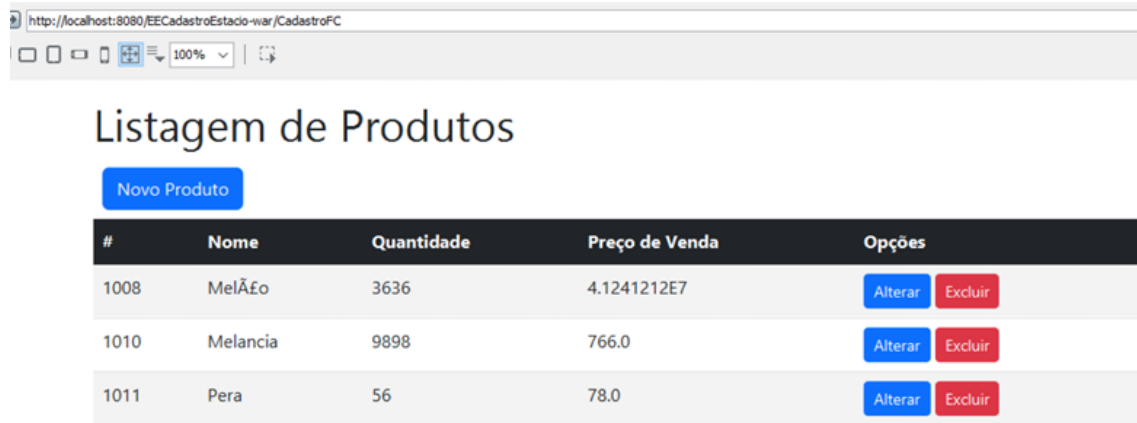 http://localhost:8080/EECadastroEstacio-war/CadastroFC
100%
Listagem de Produtos
Novo Produto
# Nome Quantidade Preço de Venda Opções
1008 MelÃ£o 3636 4.1241212E7 Alterar Excluir
1010 Melancia 9898 766.0 Alterar Excluir
1011 Pera 56 78.0 Alterar Excluir